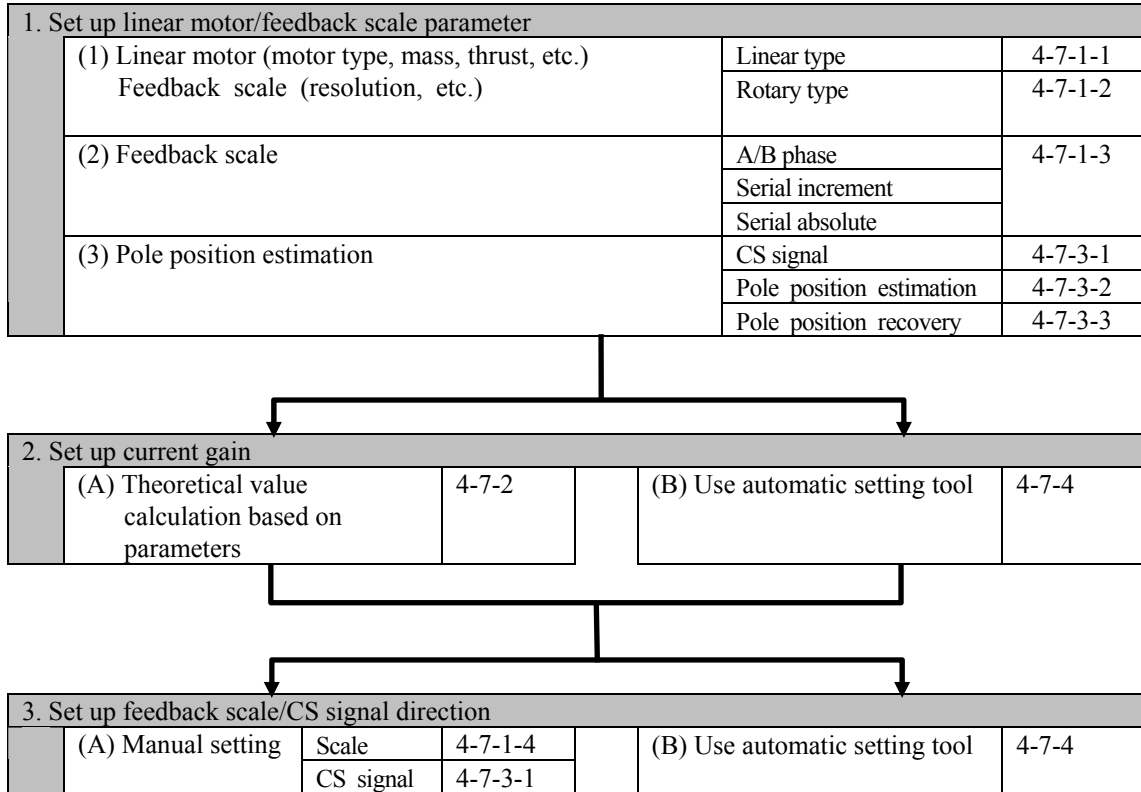 1. Set up linear motor/feedback scale parameter
(1) Linear motor (motor type, mass, thrust, etc.)
Feedback scale (resolution, etc.)
Linear type 4-7-1-1
Rotary type 4-7-1-2
(2) Feedback scale
A/B phase 4-7-1-3
Serial increment
Serial absolute
(3) Pole position estimation
CS signal 4-7-3-1
Pole position estimation 4-7-3-2
Pole position recovery 4-7-3-3
2. Set up current gain
(A) Theoretical value
calculation based on
parameters
4-7-2
(B) Use automatic setting tool 4-7-4
3. Set up feedback scale/CS signal direction
(A) Manual setting
Scale 4-7-1-4
CS signal 4-7-3-1
(B) Use automatic setting tool 4-7-4